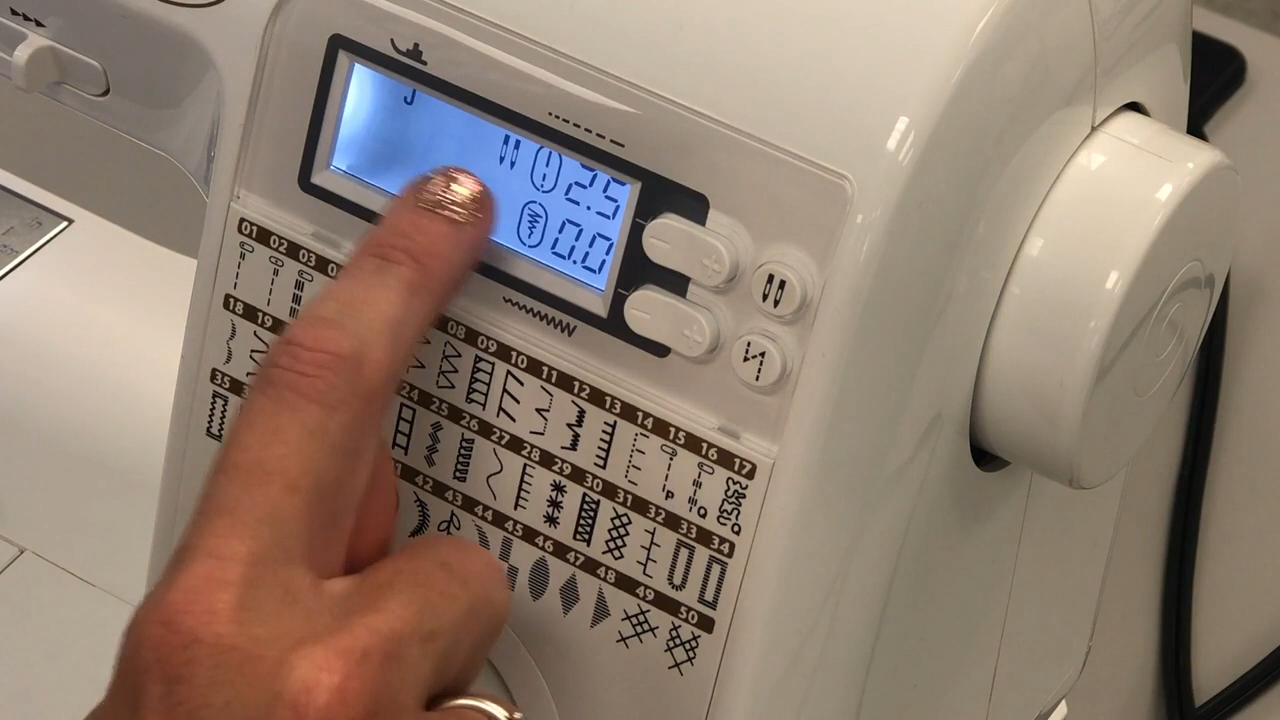 J
2.5
0.0
- +
- +
01 02 03 0
18 19
35
08 09 10 11 12 13 14 15 16 17
24 25 26 27 28 29 30 31 32 33 34
42 43 44 45 46 47 48 49 50
P
Q
Q